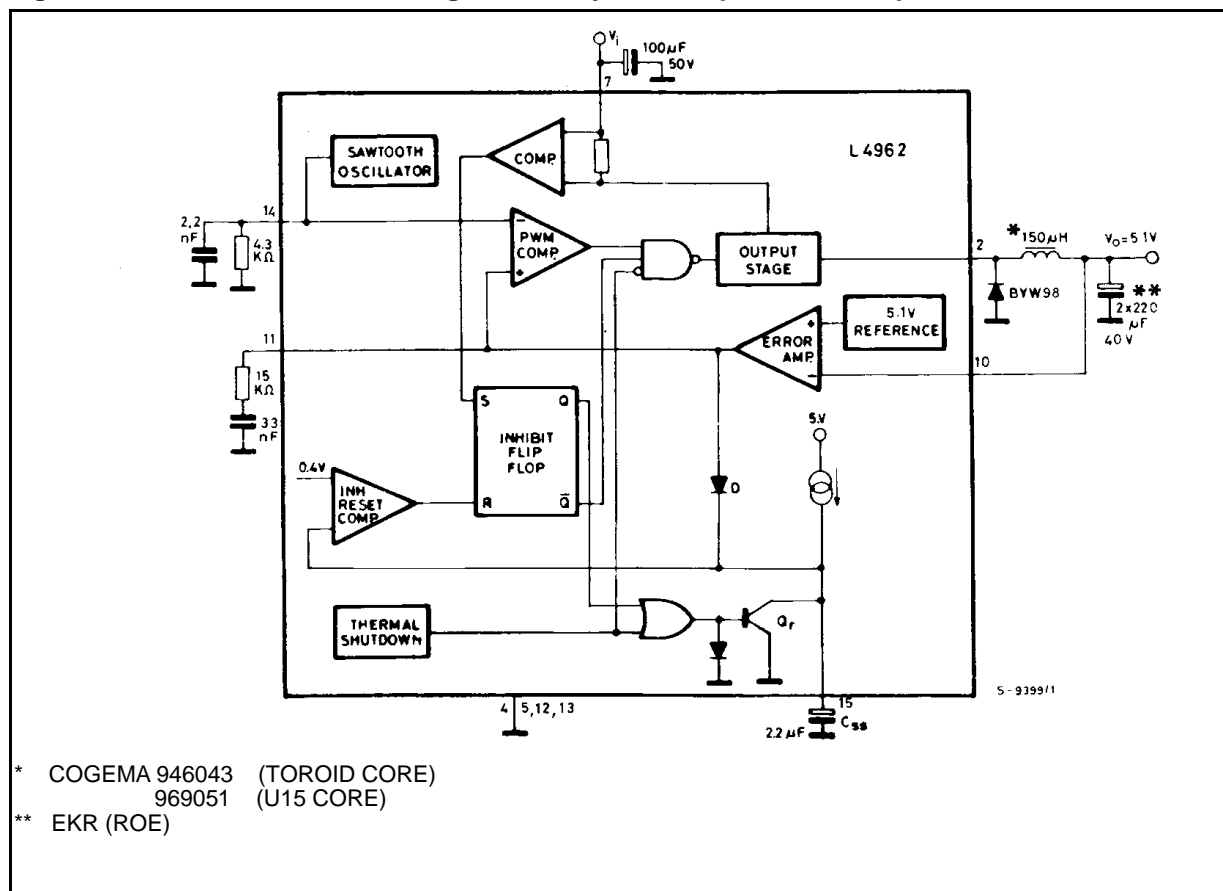 Vi
100µF
50V
7
L4962
SAWTOOTH
OSCILLATOR
COMP.
14
2,2
nF
4.3
KΩ
-
PWM
COMP.
+
OUTPUT
STAGE
2
* 150µH
Vo=5.1V
BYW98
**
2x220
µF
40V
5.1V
REFERENCE
+
ERROR
AMP.
-
10
11
15
KΩ
33
nF
S Q
INHIBIT
FLIP
FLOP
R Q̅
5V
0.4V
INH
RESET
COMP.
D
THERMAL
SHUTDOWN
Qr
S-9399/1
4 5,12,13
15
Css
2.2µF
* COGEMA 946043 (TOROID CORE)
969051 (U15 CORE)
** EKR (ROE)